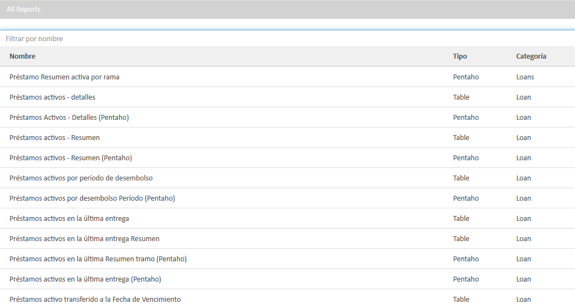 All Reports
Filtrar por nombre
Nombre Tipo Categoría
Préstamo Resumen activa por rama Pentaho Loans
Préstamos activos - detalles Table Loan
Préstamos Activos - Detalles (Pentaho) Pentaho Loan
Préstamos activos - Resumen Table Loan
Préstamos activos - Resumen (Pentaho) Pentaho Loan
Préstamos activos por período de desembolso Table Loan
Préstamos activos por desembolso Período (Pentaho) Pentaho Loan
Préstamos activos en la última entrega Table Loan
Préstamos activos en la última entrega Resumen Table Loan
Préstamos activos en la última Resumen tramo (Pentaho) Pentaho Loan
Préstamos activos en la última entrega (Pentaho) Pentaho Loan
Préstamos activo transferido a la Fecha de Vencimiento Table Loan